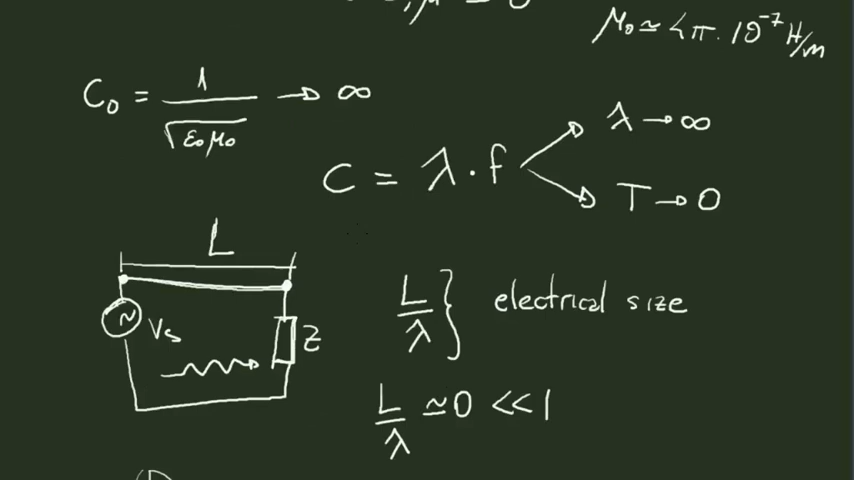 μ₀ ≃ 4π · 10⁻⁷ H/m
C₀ = 1/√(ε₀μ₀) → ∞
λ → ∞
C = λ · f
T → 0
L
L/λ } electrical size
Vs
Z
L/λ ≃ 0 << 1